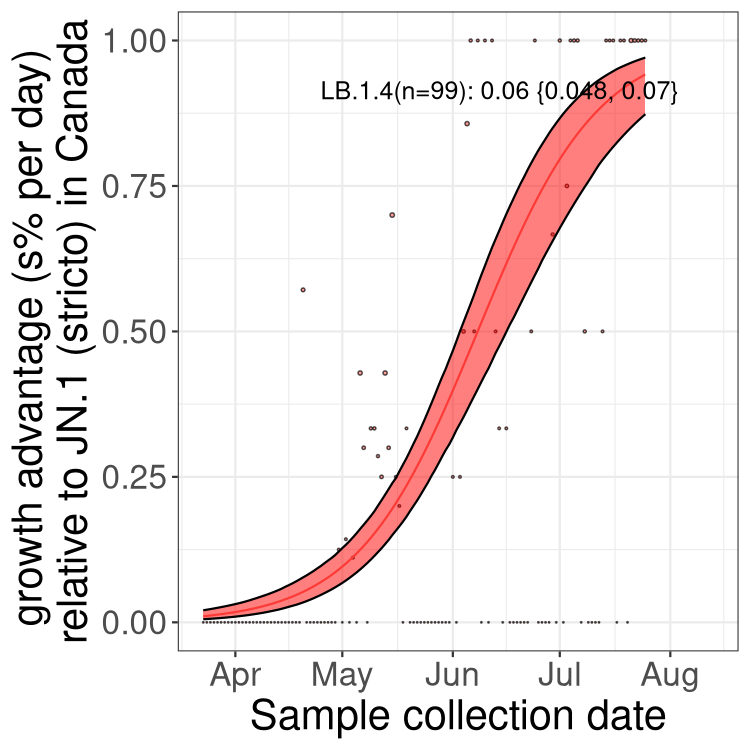 growth advantage (s% per day)
relative to JN.1 (stricto) in Canada
1.00
0.75
0.50
0.25
0.00
LB.1.4(n=99): 0.06 {0.048, 0.07}
Apr May Jun Jul Aug
Sample collection date